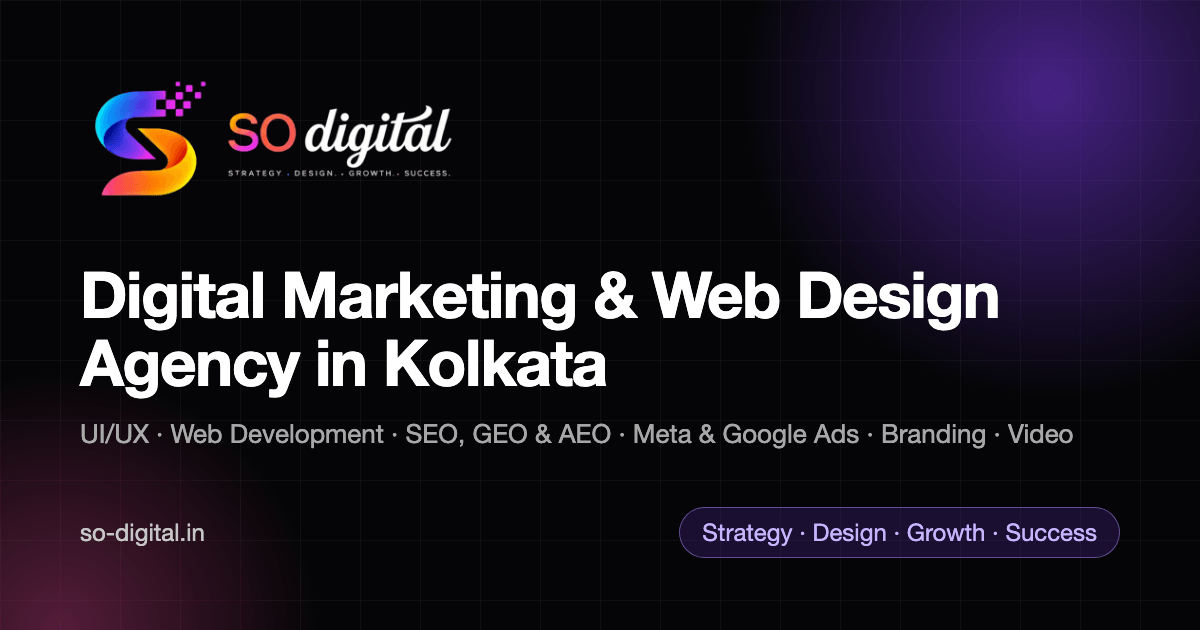 SO digital
STRATEGY . DESIGN. . GROWTH. . SUCCESS.
Digital Marketing & Web Design
Agency in Kolkata
UI/UX · Web Development · SEO, GEO & AEO · Meta & Google Ads · Branding · Video
so-digital.in
Strategy · Design · Growth · Success